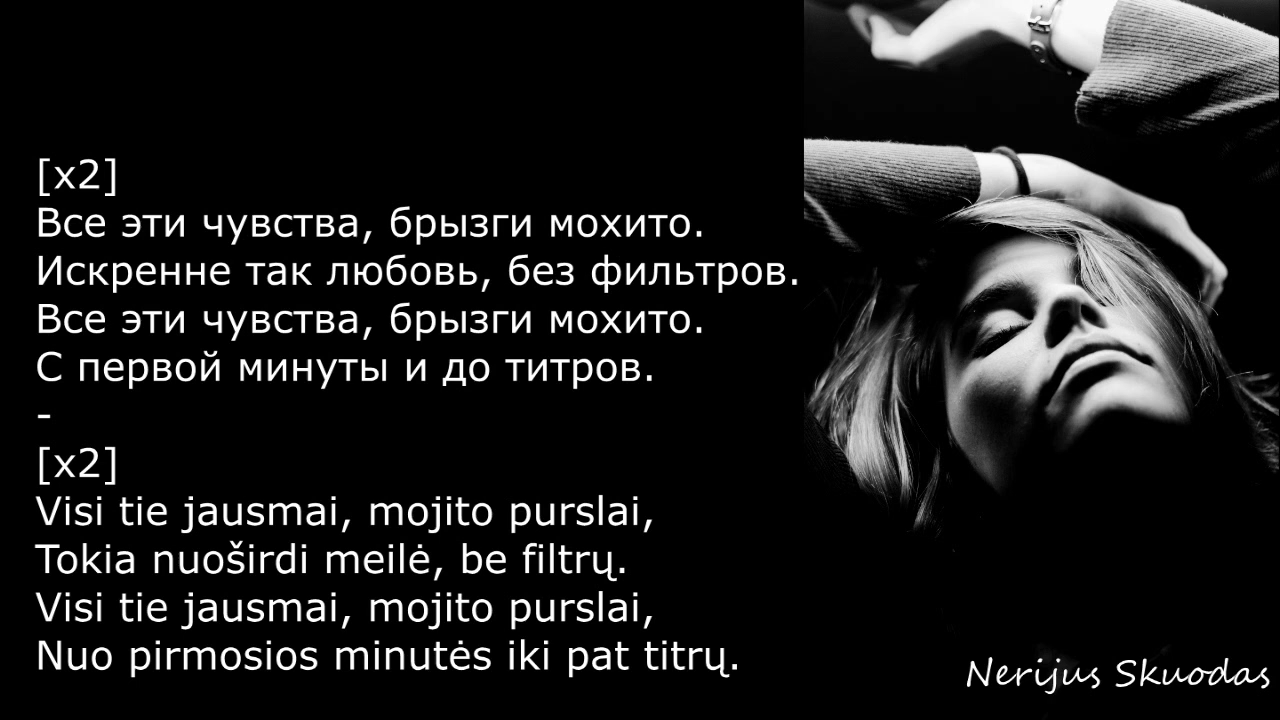 [x2]
Все эти чувства, брызги мохито.
Искренне так любовь, без фильтров.
Все эти чувства, брызги мохито.
С первой минуты и до титров.
-
[x2]
Visi tie jausmai, mojito purslai,
Tokia nuoširdi meilė, be filtrų.
Visi tie jausmai, mojito purslai,
Nuo pirmosios minutės iki pat titrų.
Nerijus Skuodas